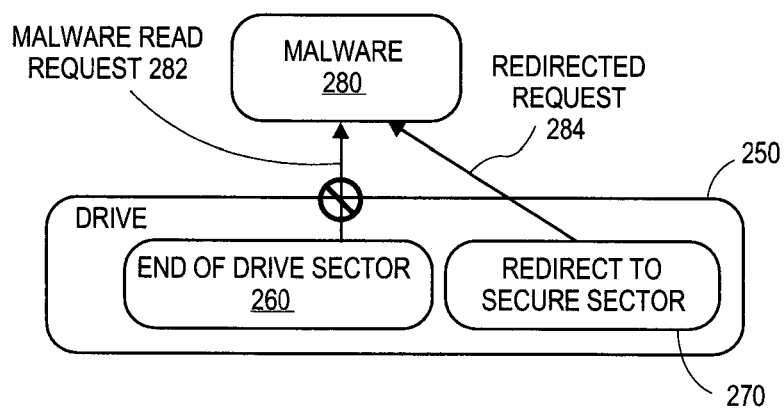 MALWARE READ
REQUEST 282
MALWARE
280
REDIRECTED
REQUEST
284
250
DRIVE
END OF DRIVE SECTOR
260
REDIRECT TO
SECURE SECTOR
270